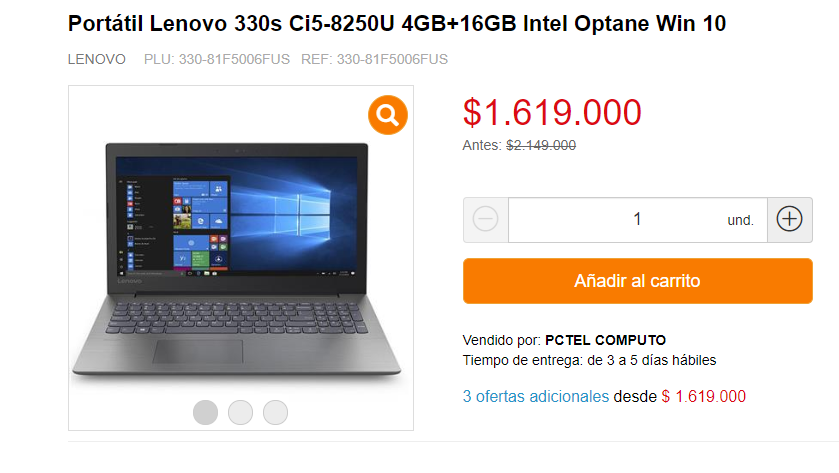 Portátil Lenovo 330s Ci5-8250U 4GB+16GB Intel Optane Win 10
LENOVO PLU: 330-81F5006FUS REF: 330-81F5006FUS
$1.619.000
Antes: $2.149.000
1 und.
Añadir al carrito
Lenovo
Vendido por: PCTEL COMPUTO
Tiempo de entrega: de 3 a 5 días hábiles
3 ofertas adicionales desde $ 1.619.000